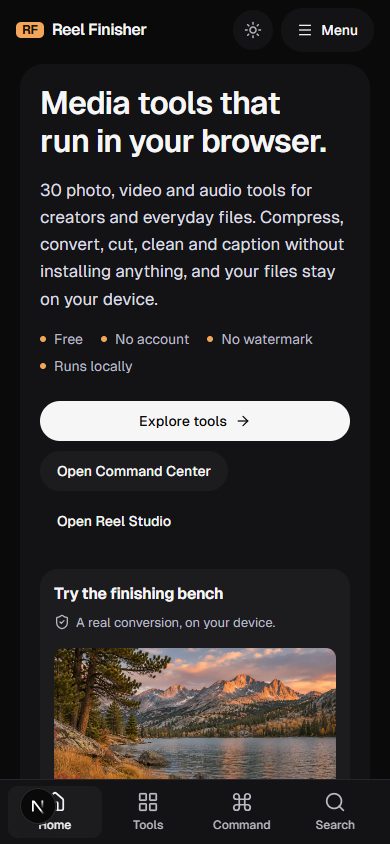 RF Reel Finisher
Menu
Media tools that
run in your browser.
30 photo, video and audio tools for
creators and everyday files. Compress,
convert, cut, clean and caption without
installing anything, and your files stay
on your device.
Free No account No watermark
Runs locally
Explore tools
Open Command Center
Open Reel Studio
Try the finishing bench
A real conversion, on your device.
N
Home Tools Command Search